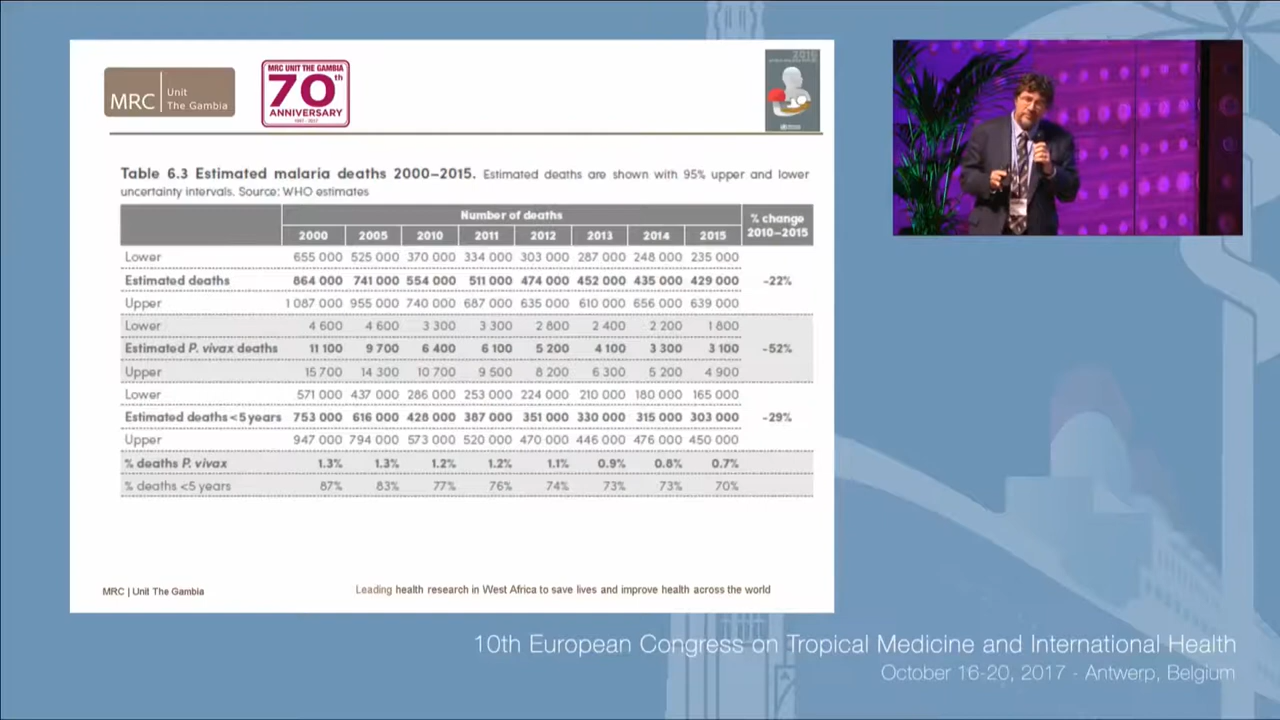 MRC
Unit
The Gambia
MRC UNIT THE GAMBIA
70th
ANNIVERSARY
2016
Table 6.3 Estimated malaria deaths 2000–2015. Estimated deaths are shown with 95% upper and lower
uncertainty intervals. Source: WHO estimates
Number of deaths
% change
2010–2015
2000 2005 2010 2011 2012 2013 2014 2015
Lower 655 000 525 000 370 000 334 000 303 000 287 000 248 000 235 000
Estimated deaths 864 000 741 000 554 000 511 000 474 000 452 000 435 000 429 000 -22%
Upper 1 087 000 955 000 740 000 687 000 635 000 610 000 656 000 639 000
Lower 4 600 4 600 3 300 3 300 2 800 2 400 2 200 1 800
Estimated P. vivax deaths 11 100 9 700 6 400 6 100 5 200 4 100 3 300 3 100 -52%
Upper 15 700 14 300 10 700 9 500 8 200 6 300 5 200 4 900
Lower 571 000 437 000 286 000 253 000 224 000 210 000 180 000 165 000
Estimated deaths<5 years 753 000 616 000 428 000 387 000 351 000 330 000 315 000 303 000 -29%
Upper 947 000 794 000 573 000 520 000 470 000 446 000 476 000 450 000
% deaths P. vivax 1.3% 1.3% 1.2% 1.2% 1.1% 0.9% 0.8% 0.7%
% deaths <5 years 87% 83% 77% 76% 74% 73% 73% 70%
MRC | Unit The Gambia
Leading health research in West Africa to save lives and improve health across the world
10th European Congress on Tropical Medicine and International Health
October 16-20, 2017 - Antwerp, Belgium